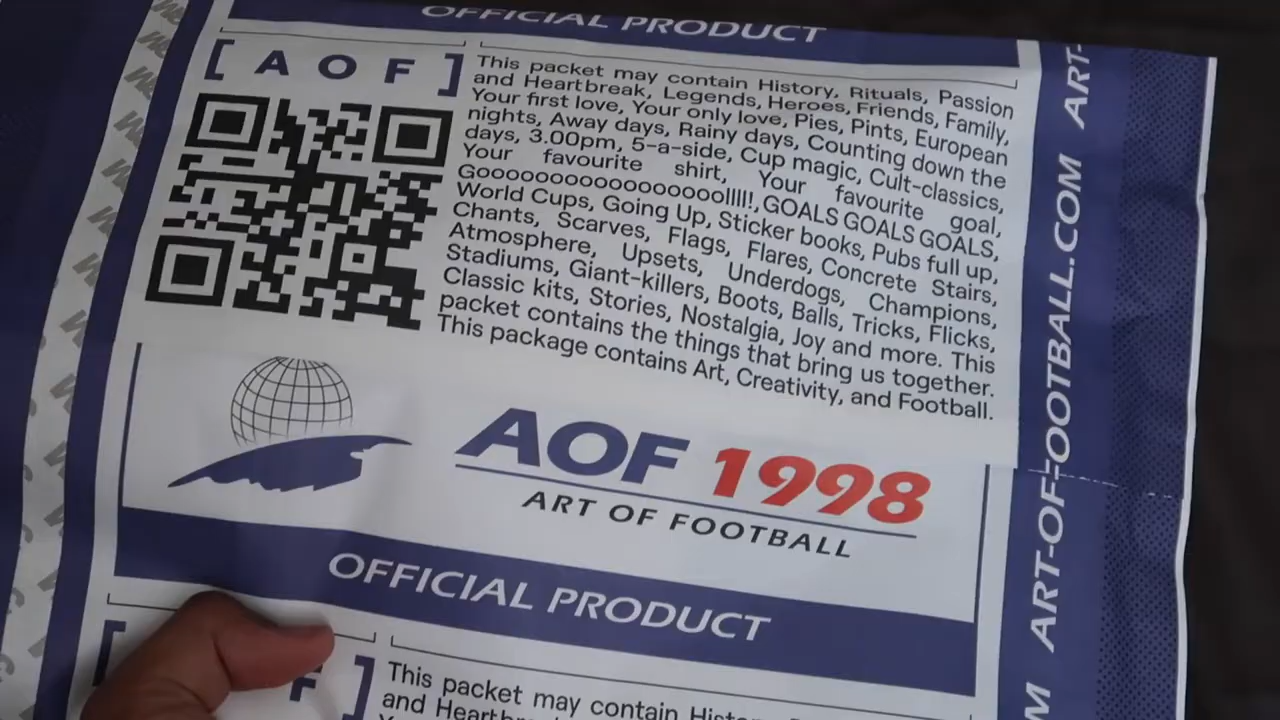 OFFICIAL PRODUCT
[ A O F ]
This packet may contain History, Rituals, Passion
and Heartbreak, Legends, Heroes, Friends, Family,
Your first love, Your only love, Pies, Pints, European
nights, Away days, Rainy days, Counting down the
days, 3.00pm, 5-a-side, Cup magic, Cult-classics,
Your favourite shirt, Your favourite goal,
Gooooooooooooooooollllll!, GOALS GOALS GOALS,
World Cups, Going Up, Sticker books, Pubs full up,
Chants, Scarves, Flags, Flares, Concrete Stairs,
Atmosphere, Upsets, Underdogs, Champions,
Stadiums, Giant-killers, Boots, Balls, Tricks, Flicks,
Classic kits, Stories, Nostalgia, Joy and more. This
packet contains the things that bring us together.
This package contains Art, Creativity, and Football.
AOF 1998
ART OF FOOTBALL
OFFICIAL PRODUCT
This packet may contain
and
ART-
ART-OF-FOOTBALL.COM